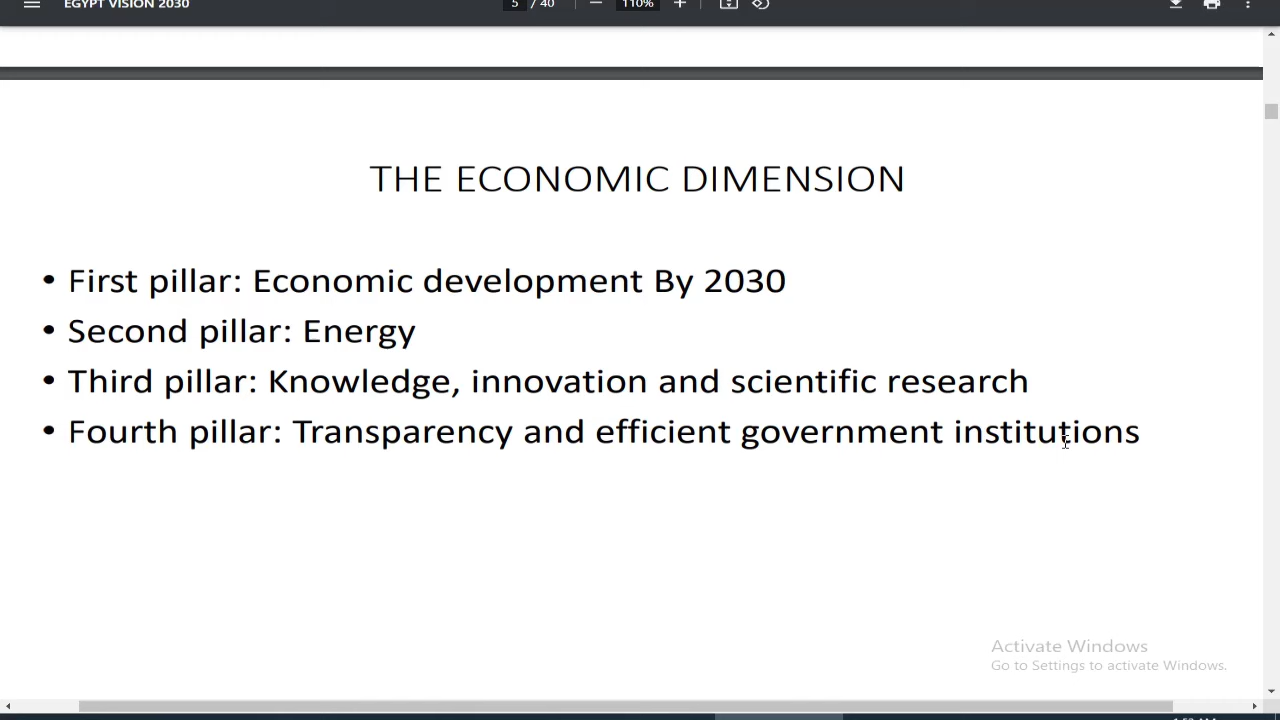 EGYPT VISION 2030
5 / 40
110%
THE ECONOMIC DIMENSION
• First pillar: Economic development By 2030
• Second pillar: Energy
• Third pillar: Knowledge, innovation and scientific research
• Fourth pillar: Transparency and efficient government institutions
Activate Windows
Go to Settings to activate Windows.